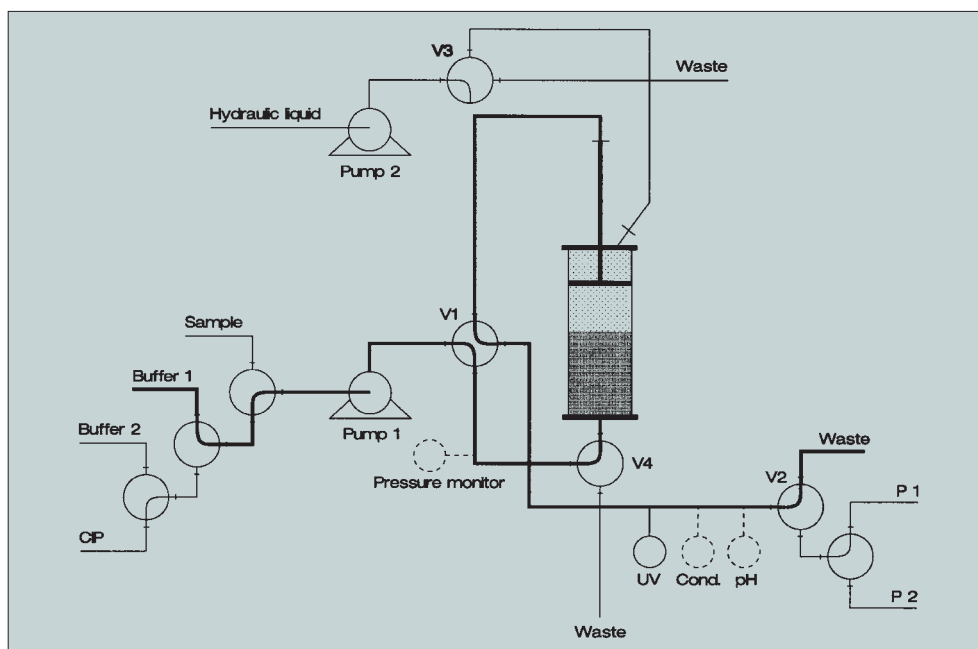 V3
Waste
Hydraulic liquid
Pump 2
V1
Sample
Buffer 1
Pump 1
Buffer 2
Waste
V4
V2
Pressure monitor
P 1
CIP
UV
Cond.
pH
P 2
Waste